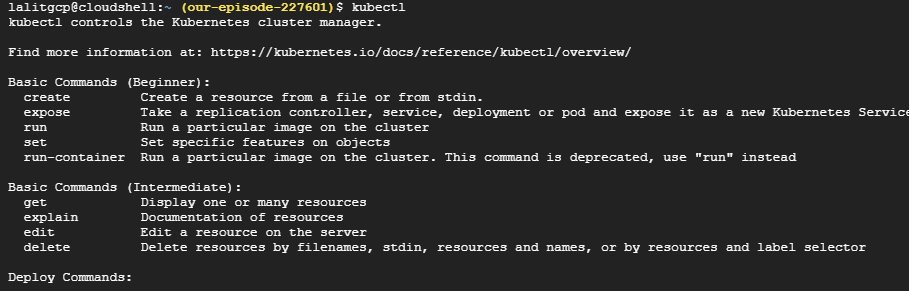 lalitgcp@cloudshell:~ (our-episode-227601)$ kubectl
kubectl controls the Kubernetes cluster manager.
Find more information at: https://kubernetes.io/docs/reference/kubectl/overview/
Basic Commands (Beginner):
create Create a resource from a file or from stdin.
expose Take a replication controller, service, deployment or pod and expose it as a new Kubernetes Service
run Run a particular image on the cluster
set Set specific features on objects
run-container Run a particular image on the cluster. This command is deprecated, use "run" instead
Basic Commands (Intermediate):
get Display one or many resources
explain Documentation of resources
edit Edit a resource on the server
delete Delete resources by filenames, stdin, resources and names, or by resources and label selector
Deploy Commands: